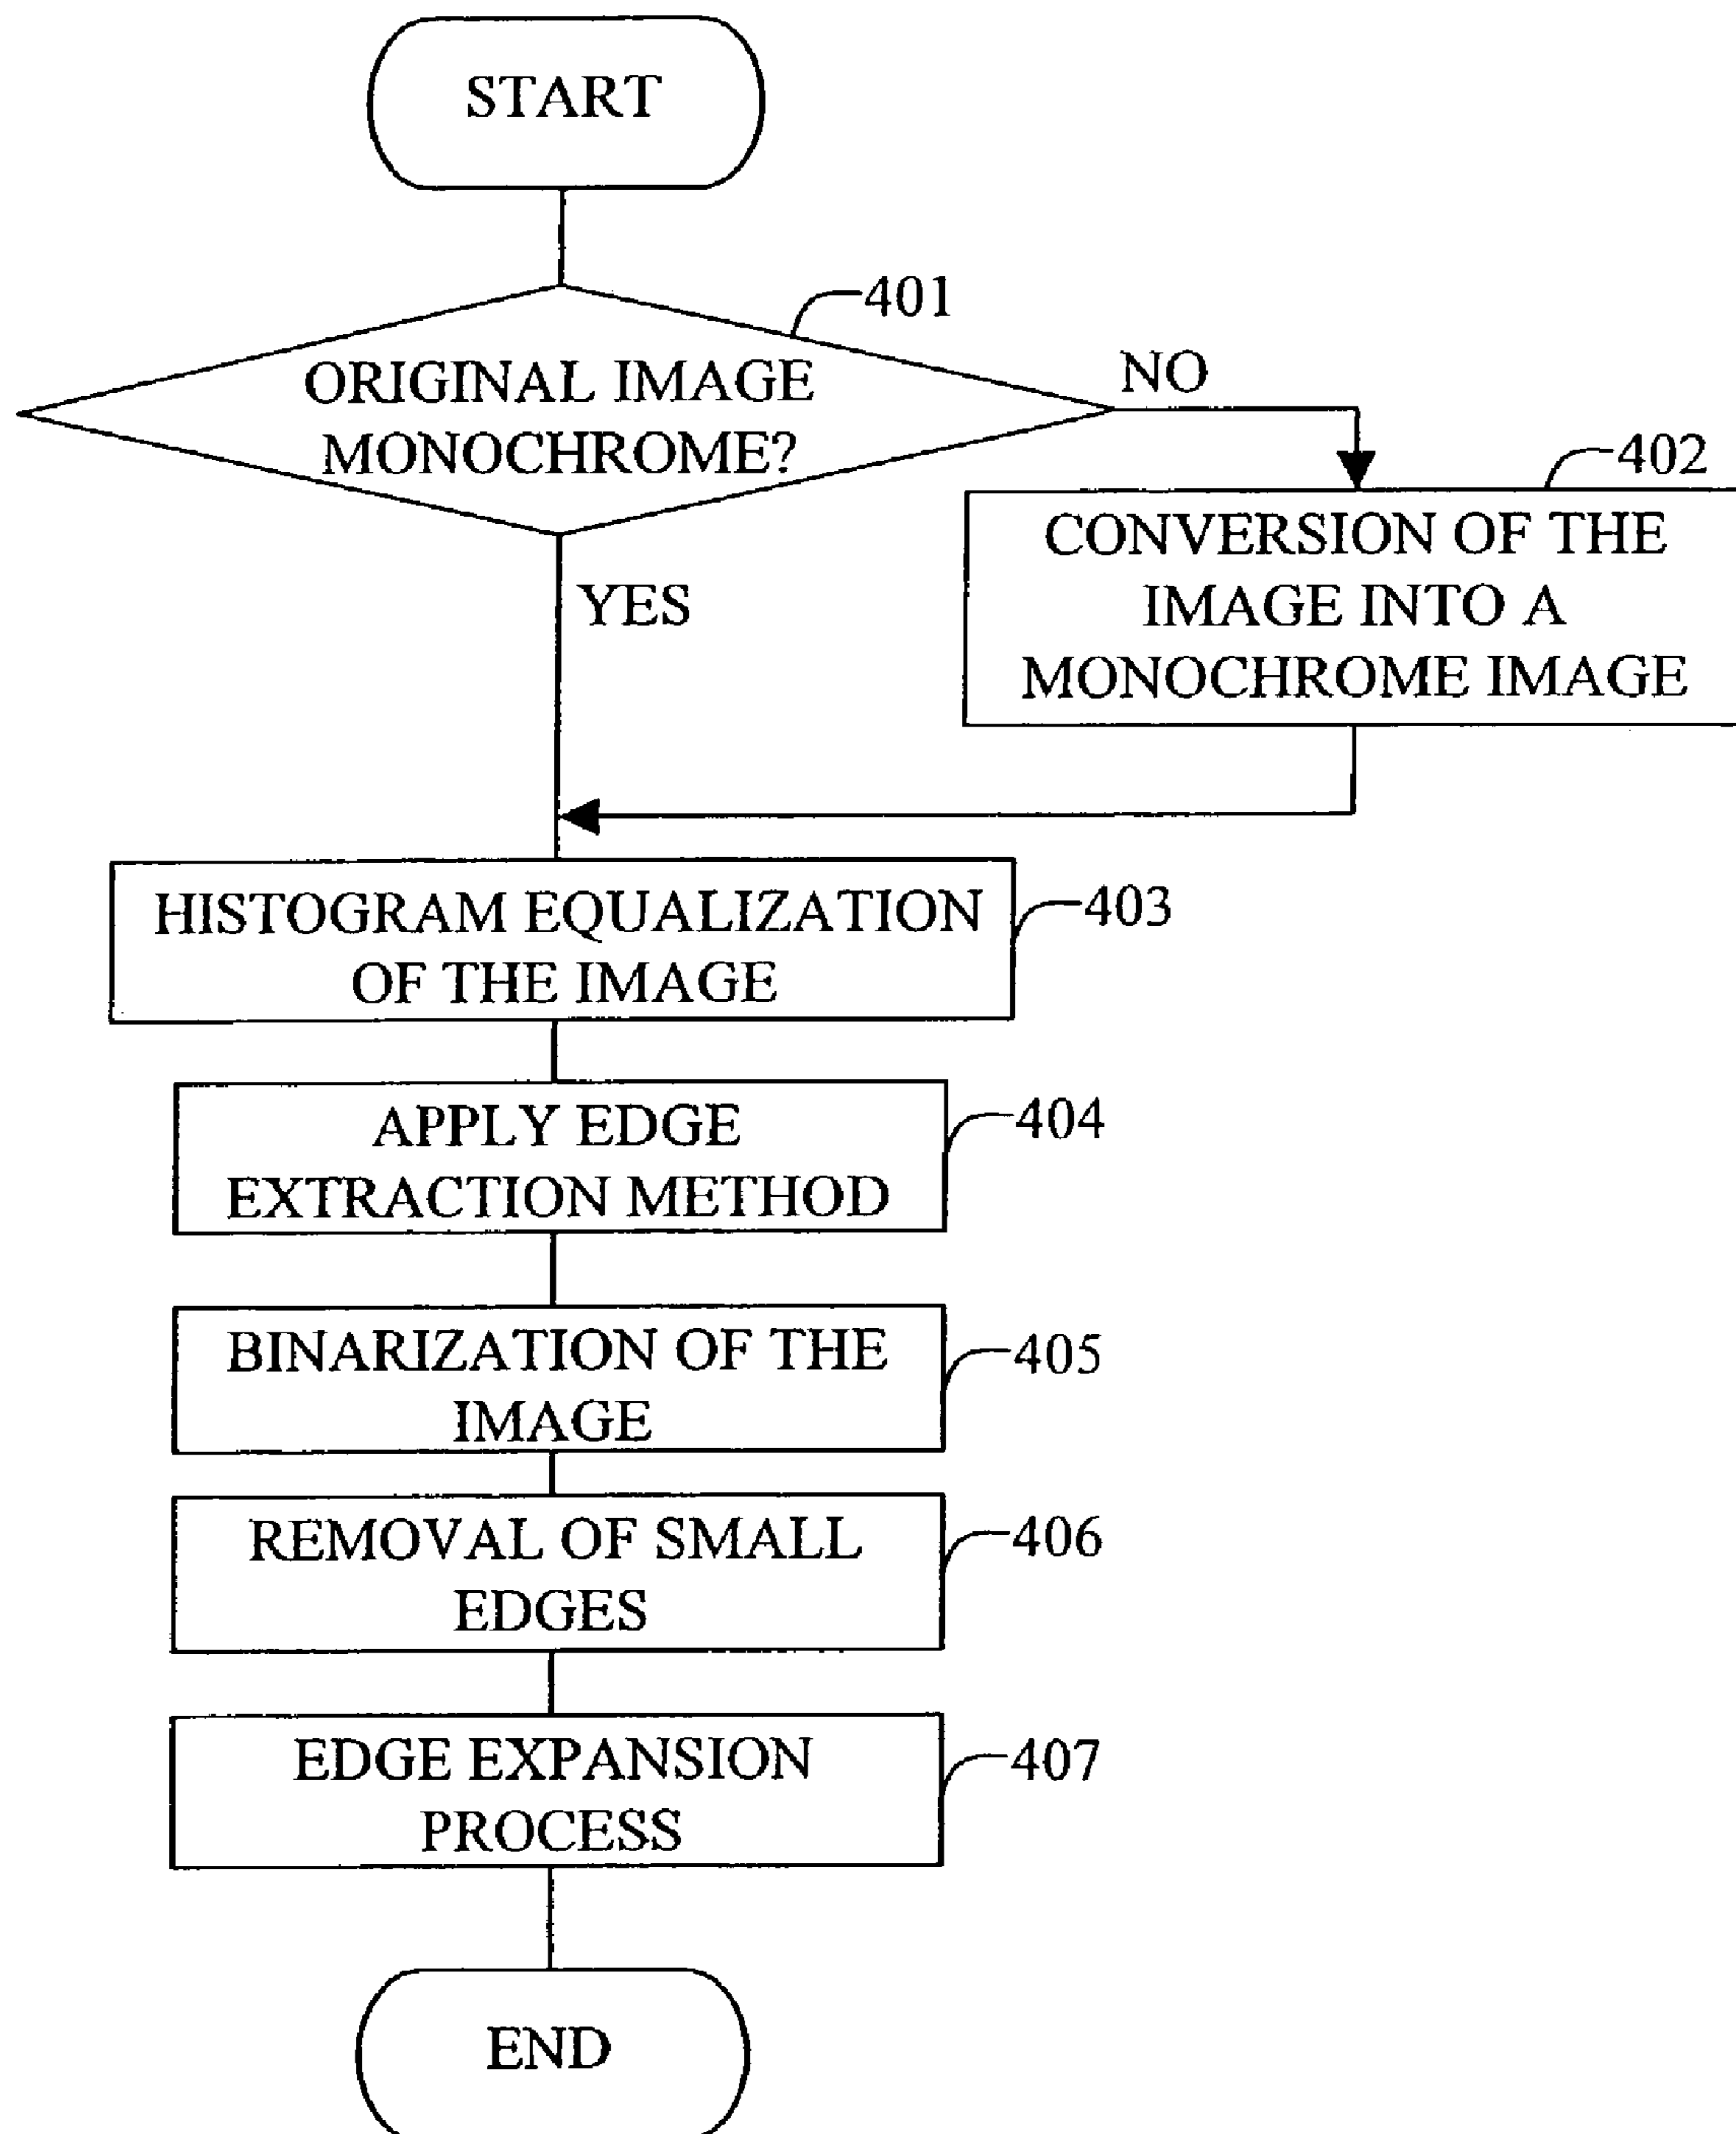 START
401
ORIGINAL IMAGE
MONOCHROME?
NO
402
CONVERSION OF THE
IMAGE INTO A
MONOCHROME IMAGE
YES
HISTOGRAM EQUALIZATION
OF THE IMAGE
403
APPLY EDGE
EXTRACTION METHOD
404
BINARIZATION OF THE
IMAGE
405
REMOVAL OF SMALL
EDGES
406
EDGE EXPANSION
PROCESS
407
END